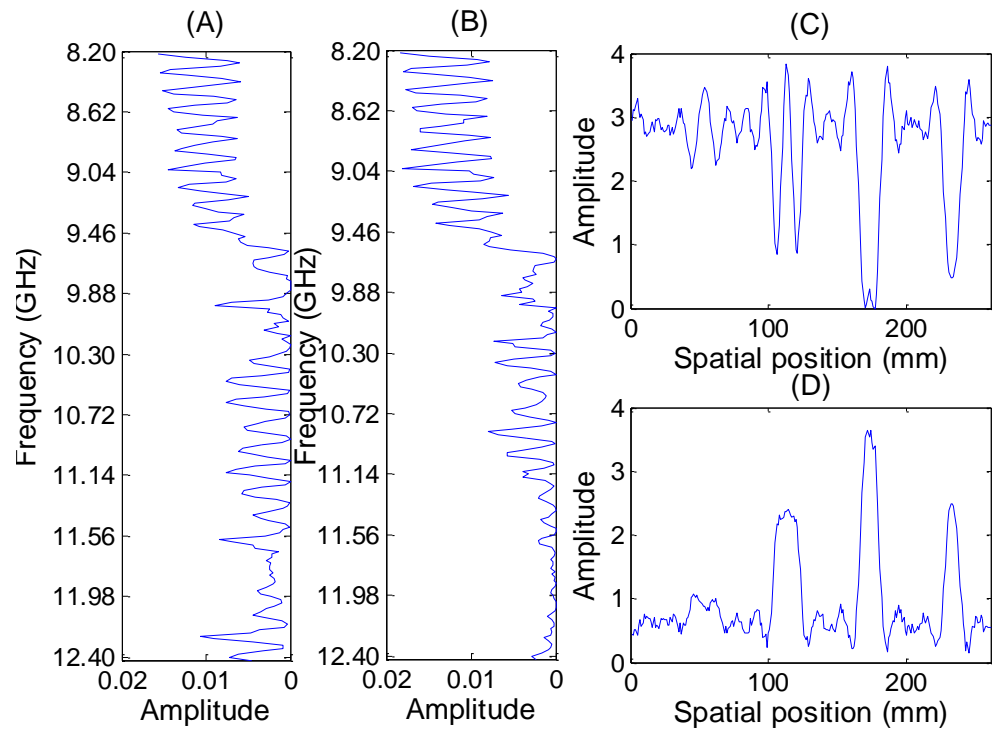 (A)
8.20
8.62
9.04
9.46
9.88
10.30
10.72
11.14
11.56
11.98
12.40
Frequency (GHz)
0.02 0.01 0
Amplitude
(B)
8.20
8.62
9.04
9.46
9.88
10.30
10.72
11.14
11.56
11.98
12.40
Frequency (GHz)
0.02 0.01 0
Amplitude
(C)
4
3
2
1
0
Amplitude
0 100 200
Spatial position (mm)
(D)
4
3
2
1
0
Amplitude
0 100 200
Spatial position (mm)